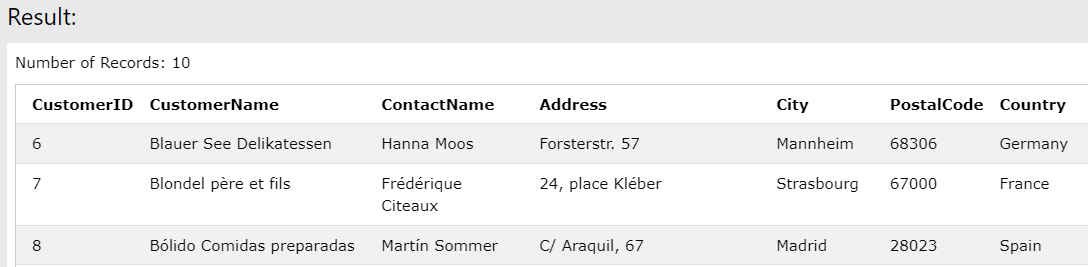 Result:
Number of Records: 10
CustomerID CustomerName ContactName Address City PostalCode Country
6 Blauer See Delikatessen Hanna Moos Forsterstr. 57 Mannheim 68306 Germany
7 Blondel père et fils Frédérique Citeaux 24, place Kléber Strasbourg 67000 France
8 Bólido Comidas preparadas Martín Sommer C/ Araquil, 67 Madrid 28023 Spain